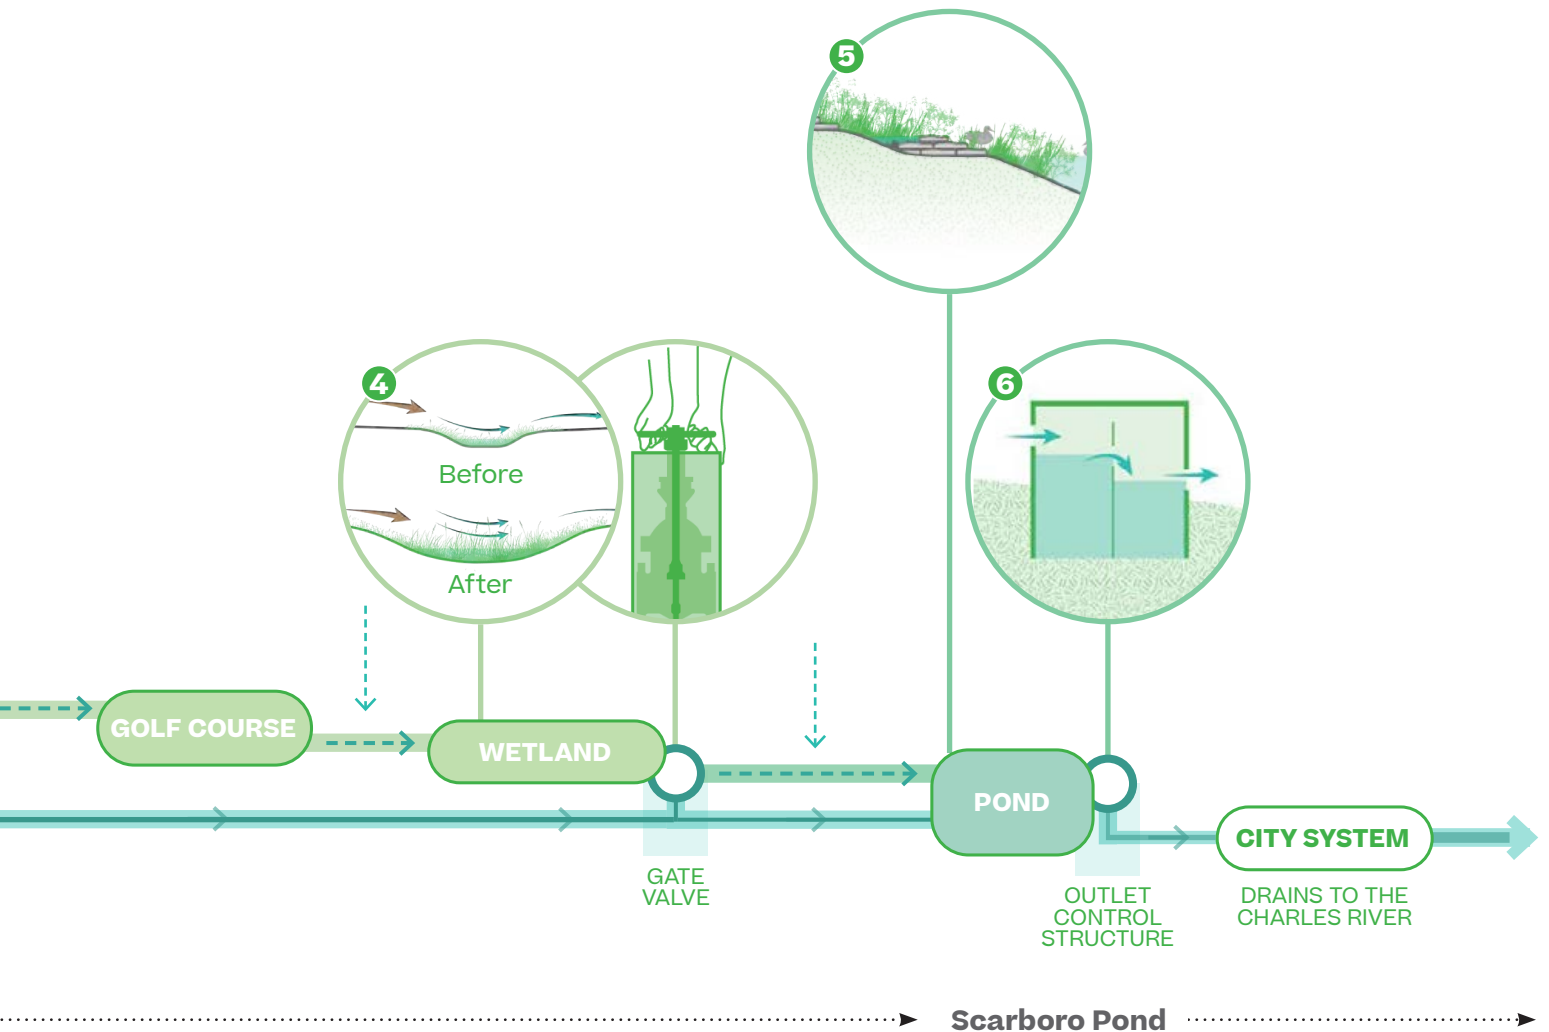 5
4
Before
After
6
GOLF COURSE
WETLAND
POND
CITY SYSTEM
GATE
VALVE
OUTLET
CONTROL
STRUCTURE
DRAINS TO THE
CHARLES RIVER
Scarboro Pond